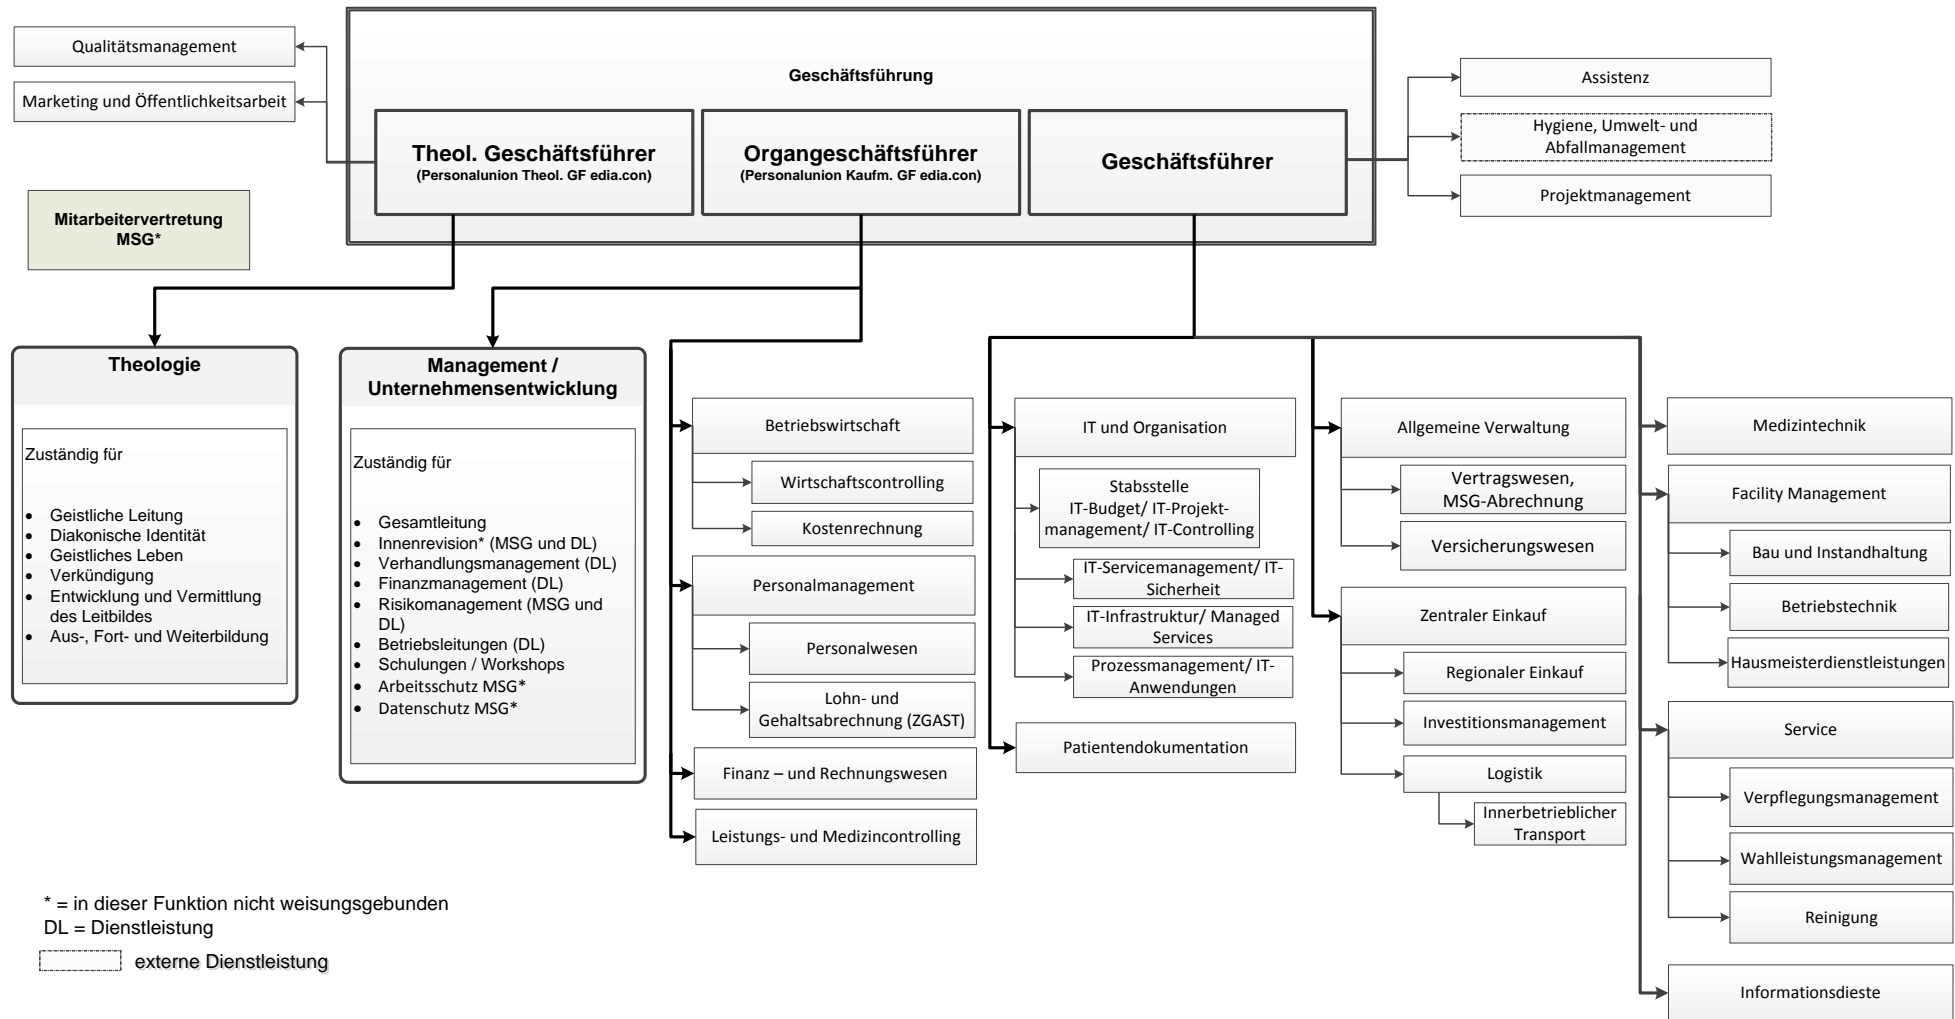 Geschäftsführung
Qualitätsmanagement
Marketing und Öffentlichkeitsarbeit
Theol. Geschäftsführer
(Personalunion Theol. GF edia.con)
Organgeschäftsführer
(Personalunion Kaufm. GF edia.con)
Geschäftsführer
Assistenz
Hygiene, Umwelt- und
Abfallmanagement
Projektmanagement
Mitarbeitervertretung
MSG*
Theologie
Zuständig für
• Geistliche Leitung
• Diakonische Identität
• Geistliches Leben
• Verkündigung
• Entwicklung und Vermittlung
des Leitbildes
• Aus-, Fort- und Weiterbildung
Management /
Unternehmensentwicklung
Zuständig für
• Gesamtleitung
• Innenrevision* (MSG und DL)
• Verhandlungsmanagement (DL)
• Finanzmanagement (DL)
• Risikomanagement (MSG und
DL)
• Betriebsleitungen (DL)
• Schulungen / Workshops
• Arbeitsschutz MSG*
• Datenschutz MSG*
Betriebswirtschaft
Wirtschaftscontrolling
Kostenrechnung
Personalmanagement
Personalwesen
Lohn- und
Gehaltsabrechnung (ZGAST)
Finanz – und Rechnungswesen
Leistungs- und Medizincontrolling
IT und Organisation
Stabsstelle
IT-Budget/ IT-Projekt-
management/ IT-Controlling
IT-Servicemanagement/ IT-
Sicherheit
IT-Infrastruktur/ Managed
Services
Prozessmanagement/ IT-
Anwendungen
Patientendokumentation
Allgemeine Verwaltung
Vertragswesen,
MSG-Abrechnung
Versicherungswesen
Zentraler Einkauf
Regionaler Einkauf
Investitionsmanagement
Logistik
Innerbetrieblicher
Transport
Medizintechnik
Facility Management
Bau und Instandhaltung
Betriebstechnik
Hausmeisterdienstleistungen
Service
Verpflegungsmanagement
Wahlleistungsmanagement
Reinigung
Informationsdieste
* = in dieser Funktion nicht weisungsgebunden
DL = Dienstleistung
externe Dienstleistung